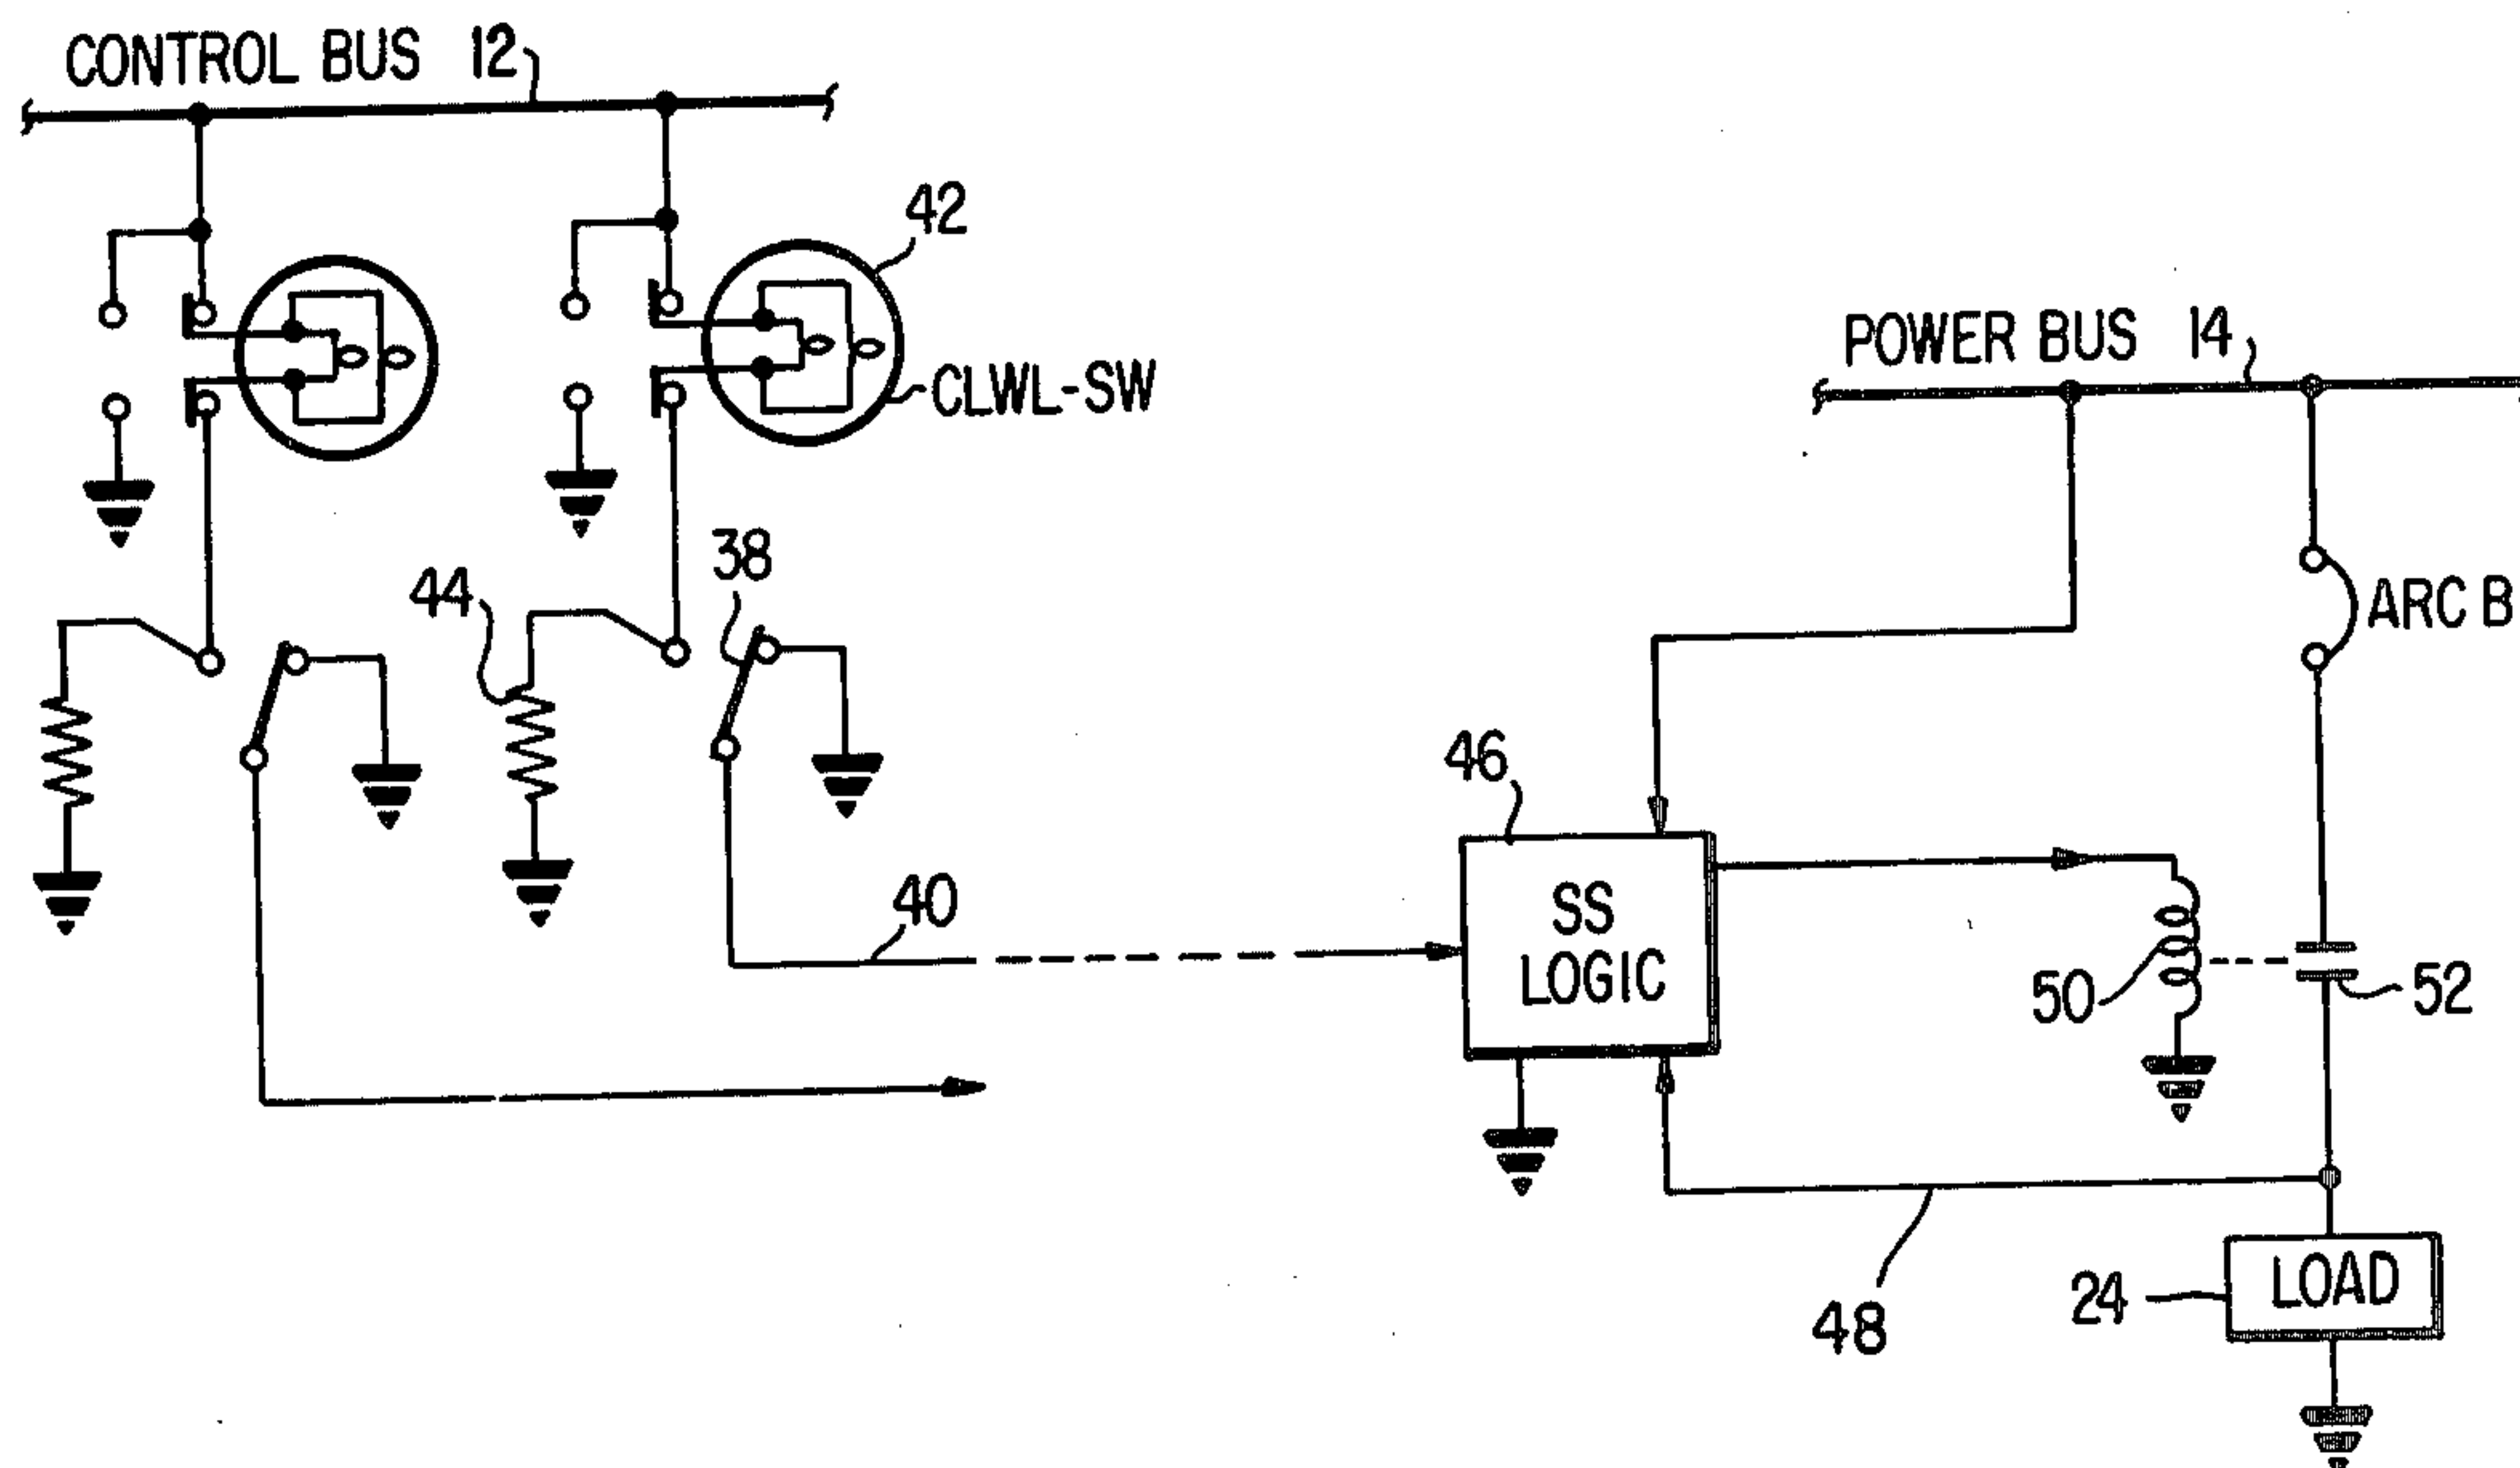 CONTROL BUS 12
42
CLWL-SW
POWER BUS 14
38
44
ARC B
46
40
SS
LOGIC
50
52
24
LOAD
48